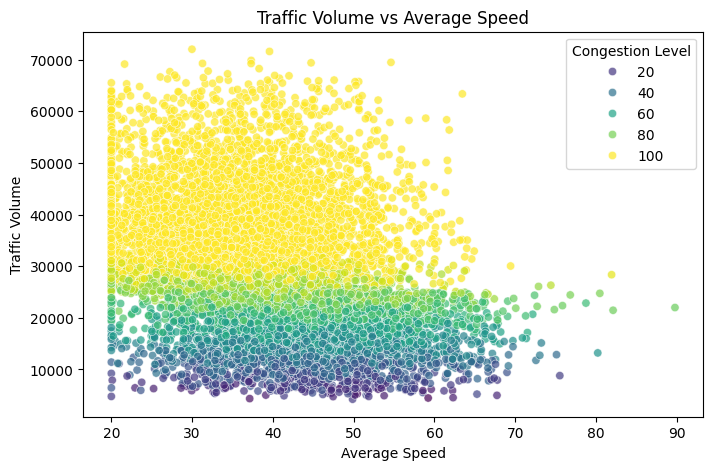 Traffic Volume vs Average Speed
Congestion Level
20
40
60
80
100
Traffic Volume
70000
60000
50000
40000
30000
20000
10000
20 30 40 50 60 70 80 90
Average Speed